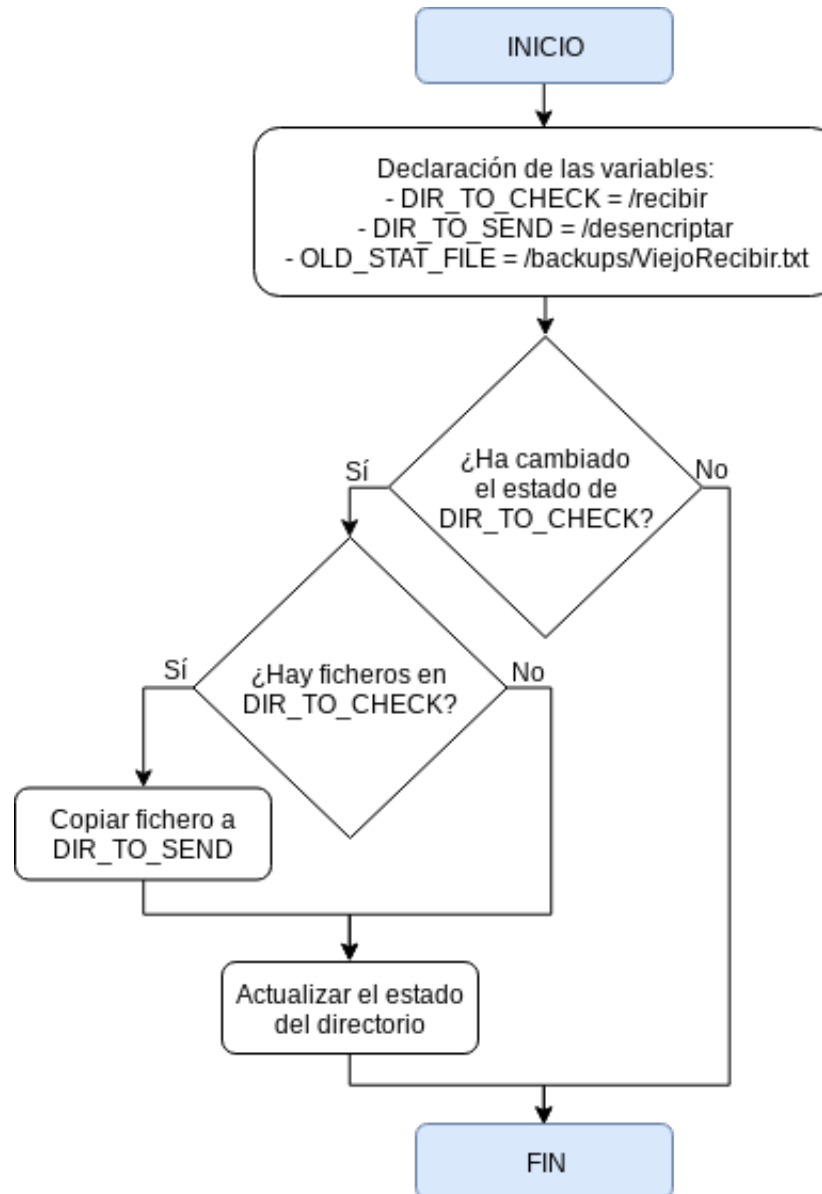 INICIO
Declaración de las variables:
- DIR_TO_CHECK = /recibir
- DIR_TO_SEND = /desencriptar
- OLD_STAT_FILE = /backups/ViejoRecibir.txt
¿Ha cambiado
el estado de
DIR_TO_CHECK?
Sí
No
¿Hay ficheros en
DIR_TO_CHECK?
Sí
No
Copiar fichero a
DIR_TO_SEND
Actualizar el estado
del directorio
FIN